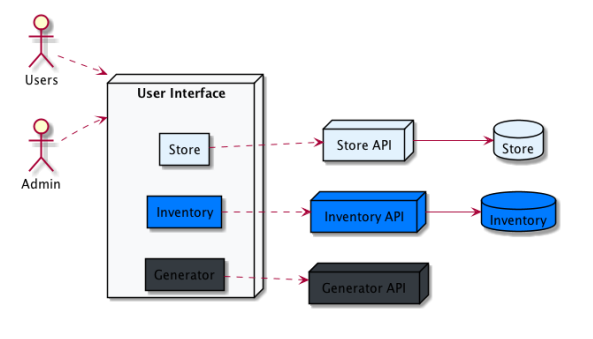 Users
Admin
User Interface
Store
Store API
Store
Inventory
Inventory API
Inventory
Generator
Generator API